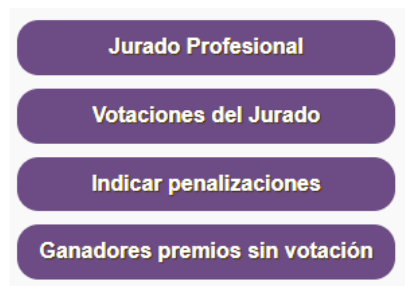 Jurado Profesional
Votaciones del Jurado
Indicar penalizaciones
Ganadores premios sin votación